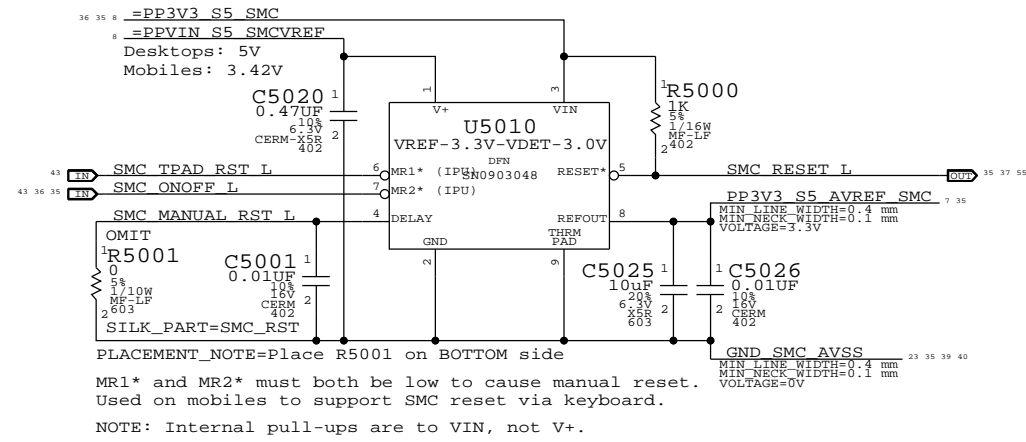 36 35 8 =PP3V3_S5_SMC
8 =PPVIN_S5_SMCVREF
Desktops: 5V
Mobiles: 3.42V
C5020 1
0.47UF
10%
6.3V
CERM-X5R
402
2
1
V+
3
VIN
U5010
VREF-3.3V-VDET-3.0V
DFN
SN0903048
1 R5000
1K
5%
1/16W
MF-LF
2 402
43 IN SMC_TPAD_RST_L 6 MR1* (IPU)
43 36 35 IN SMC_ONOFF_L 7 MR2* (IPU)
RESET* 5 SMC_RESET_L OUT 35 37 55
SMC_MANUAL_RST_L 4 DELAY
REFOUT 8
PP3V3_S5_AVREF_SMC 7 35
MIN_LINE_WIDTH=0.4 mm
MIN_NECK_WIDTH=0.1 mm
VOLTAGE=3.3V
GND
2
THRM
PAD
9
OMIT
1 R5001
0
5%
1/10W
MF-LF
2 603
SILK_PART=SMC_RST
C5001 1
0.01UF
10%
16V
CERM
402
2
C5025 1
10uF
20%
6.3V
X5R
603
2
1 C5026
0.01UF
10%
16V
CERM
402
2
PLACEMENT_NOTE=Place R5001 on BOTTOM side
GND_SMC_AVSS 23 35 39 40
MIN_LINE_WIDTH=0.4 mm
MIN_NECK_WIDTH=0.1 mm
VOLTAGE=0V
MR1* and MR2* must both be low to cause manual reset.
Used on mobiles to support SMC reset via keyboard.
NOTE: Internal pull-ups are to VIN, not V+.